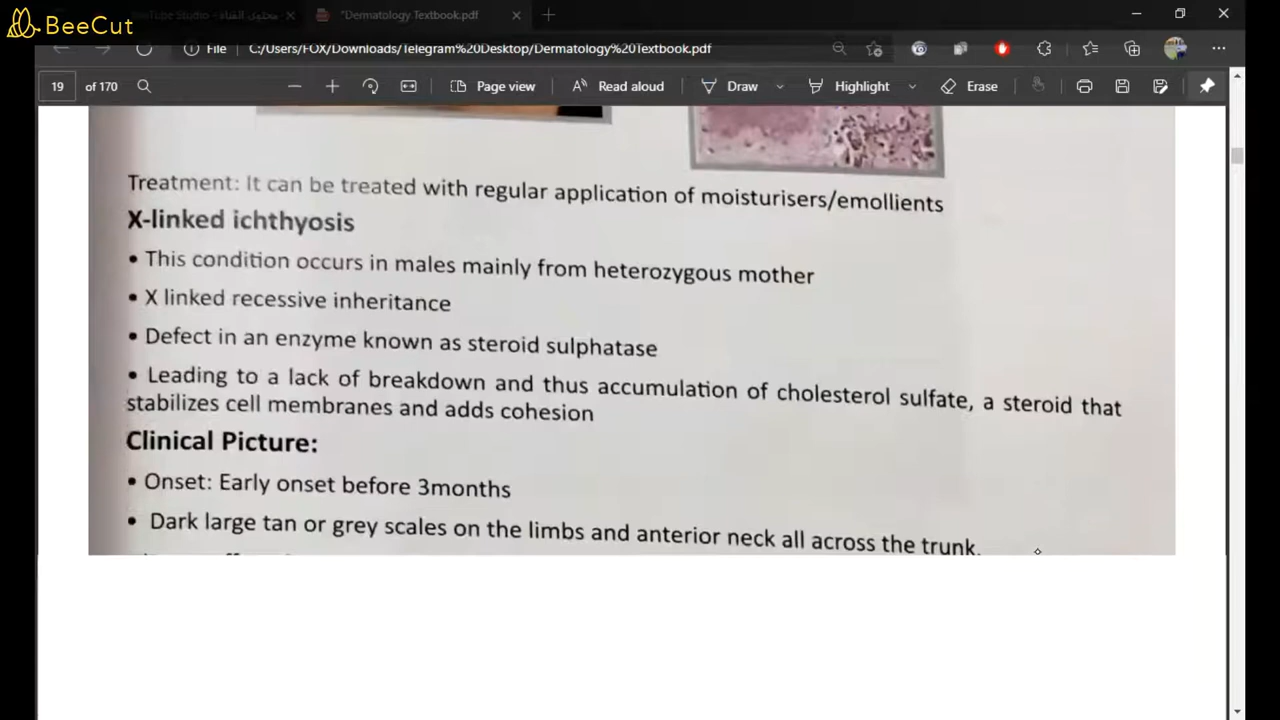 BeeCut
YouTube Studio - محتوى القناة
*Dermatology Textbook.pdf
File C:/Users/FOX/Downloads/Telegram%20Desktop/Dermatology%20Textbook.pdf
19 of 170 Page view Read aloud Draw Highlight Erase
Treatment: It can be treated with regular application of moisturisers/emollients
X-linked ichthyosis
• This condition occurs in males mainly from heterozygous mother
• X linked recessive inheritance
• Defect in an enzyme known as steroid sulphatase
• Leading to a lack of breakdown and thus accumulation of cholesterol sulfate, a steroid that
stabilizes cell membranes and adds cohesion
Clinical Picture:
• Onset: Early onset before 3months
• Dark large tan or grey scales on the limbs and anterior neck all across the trunk.